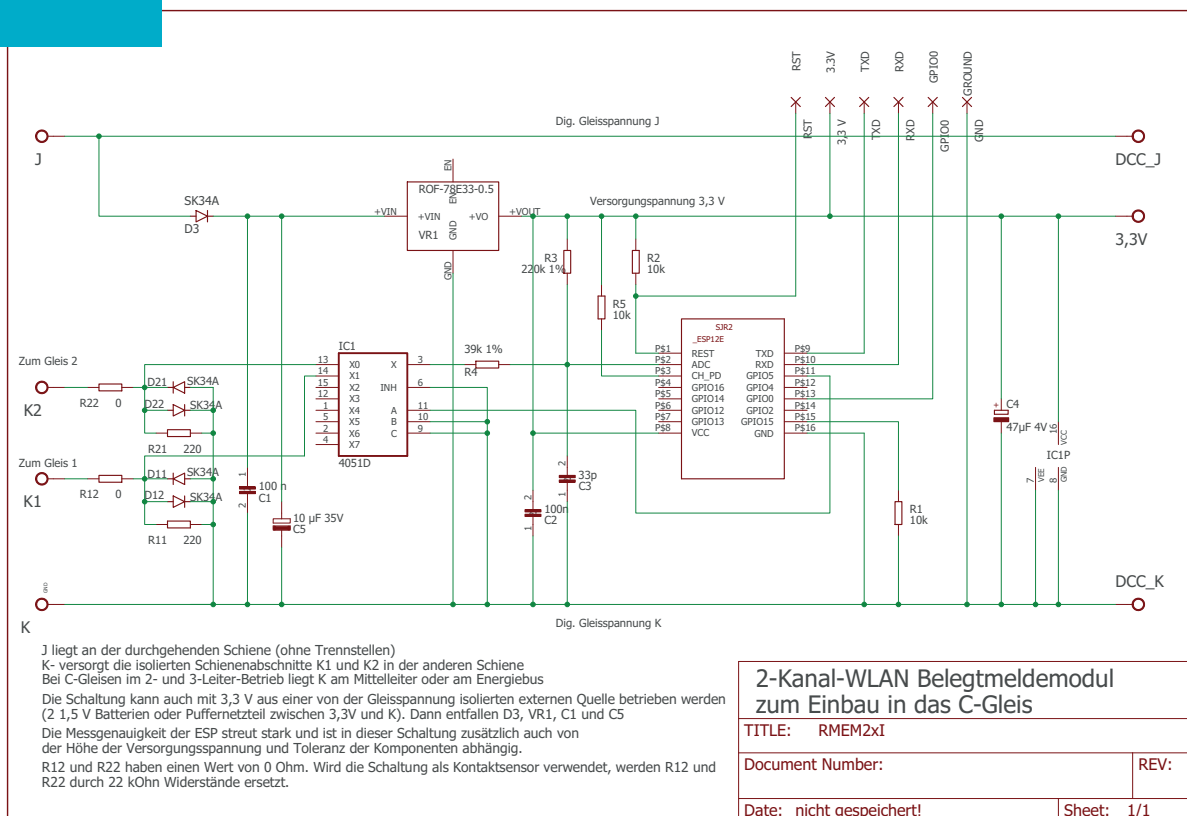 RST
3.3V
TXD
RXD
GPIO0
GROUND
Dig. Gleisspannung J
RST
3,3 V
TXD
RXD
GPIO0
GND
J
DCC_J
EN
ROF-78E33-0.5
SK34A
D3
+VIN
+VIN
EN
GND
+VO
VR1
+VOUT
GND
Versorgungspannung 3,3 V
3,3V
R3
220k 1%
R2
10k
R5
10k
SJR2
_ESP12E
P$1
P$2
P$3
P$4
P$5
P$6
P$7
P$8
REST
ADC
CH_PD
GPIO16
GPIO14
GPIO12
GPIO13
VCC
TXD
RXD
GPIO5
GPIO4
GPIO0
GPIO2
GPIO15
GND
P$9
P$10
P$11
P$12
P$13
P$14
P$15
P$16
IC1
13
14
15
12
1
5
2
4
X0
X1
X2
X3
X4
X5
X6
X7
X
INH
A
B
C
3
6
11
10
9
4051D
39k 1%
R4
Zum Gleis 2
K2
R22 0
D21 SK34A
D22 SK34A
R21 220
Zum Gleis 1
K1
R12 0
D11 SK34A
D12 SK34A
R11 220
1
100 n
C1
2
10 µF 35V
C5
2
33p
C3
1
2
100n
C2
1
R1
10k
+
C4
47µF 4V
16
VCC
IC1P
7
VEE
8
GND
GND
K
DCC_K
Dig. Gleisspannung K
J liegt an der durchgehenden Schiene (ohne Trennstellen)
K- versorgt die isolierten Schienenabschnitte K1 und K2 in der anderen Schiene
Bei C-Gleisen im 2- und 3-Leiter-Betrieb liegt K am Mittelleiter oder am Energiebus
Die Schaltung kann auch mit 3,3 V aus einer von der Gleisspannung isolierten externen Quelle betrieben werden
(2 1,5 V Batterien oder Puffernetzteil zwischen 3,3V und K). Dann entfallen D3, VR1, C1 und C5
Die Messgenauigkeit der ESP streut stark und ist in dieser Schaltung zusätzlich auch von
der Höhe der Versorgungsspannung und Toleranz der Komponenten abhängig.
R12 und R22 haben einen Wert von 0 Ohm. Wird die Schaltung als Kontaktsensor verwendet, werden R12 und
R22 durch 22 kOhn Widerstände ersetzt.
2-Kanal-WLAN Belegtmeldemodul
zum Einbau in das C-Gleis
TITLE: RMEM2xI
Document Number:
REV:
Date: nicht gespeichert!
Sheet: 1/1